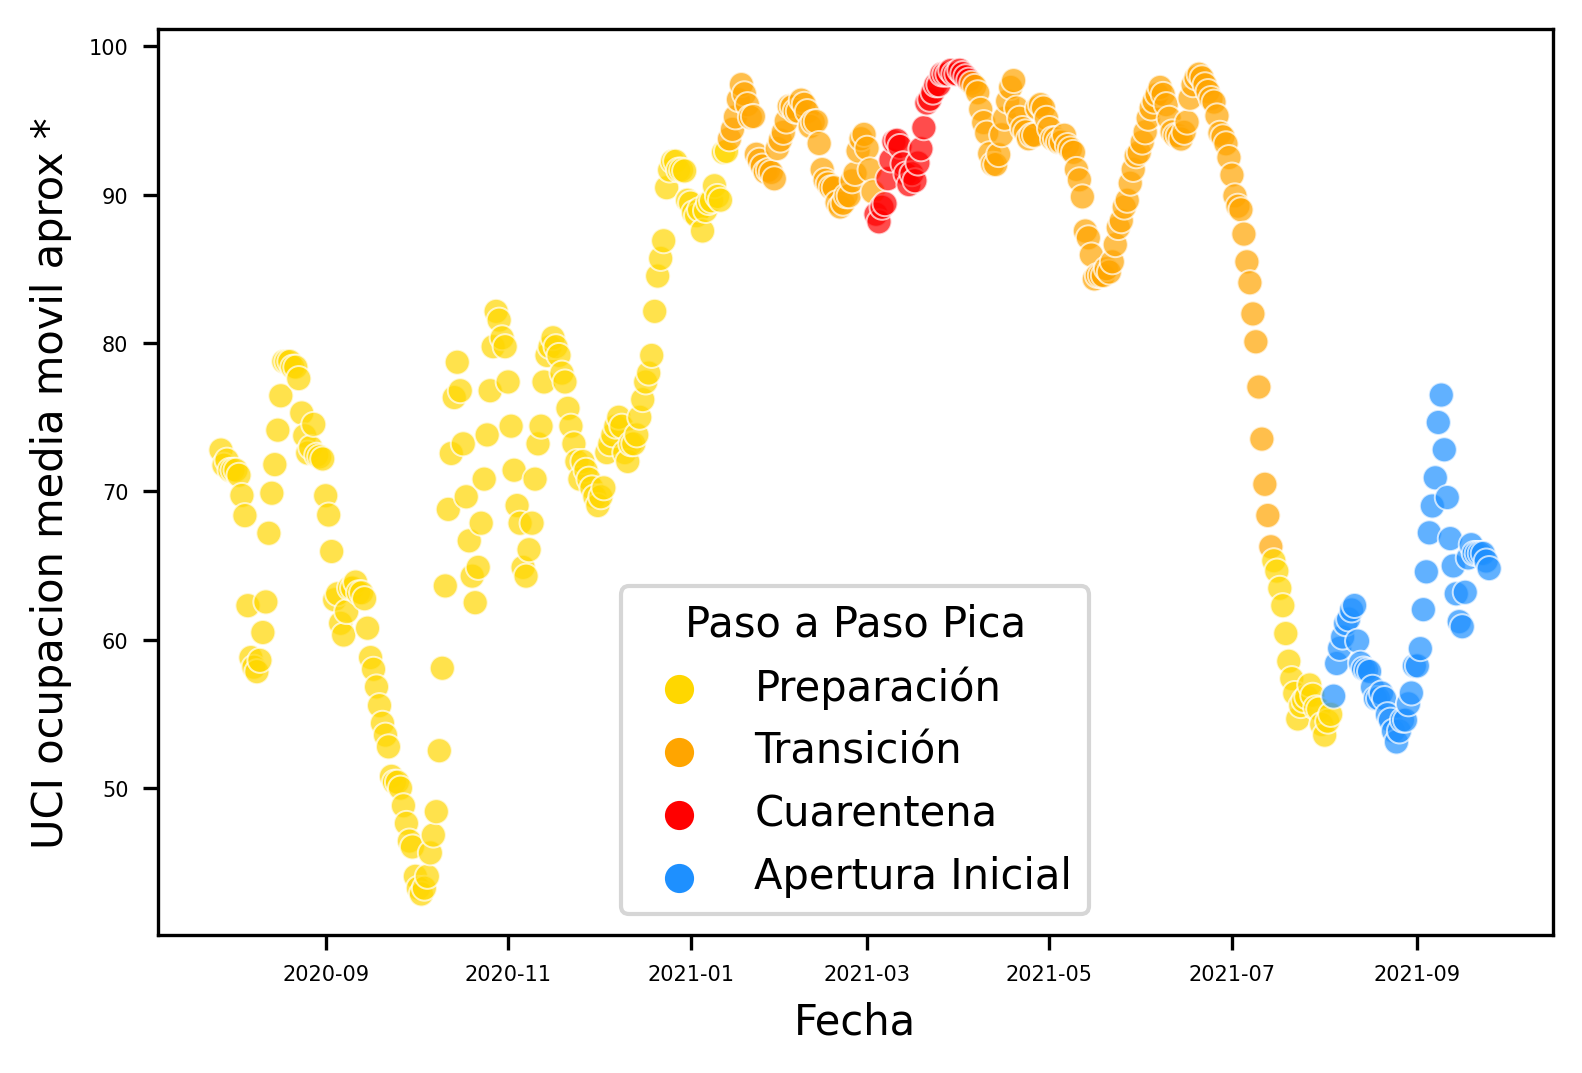 UCI ocupacion media movil aprox *
100
90
80
70
60
50
Paso a Paso Pica
Preparación
Transición
Cuarentena
Apertura Inicial
2020-09
2020-11
2021-01
2021-03
2021-05
2021-07
2021-09
Fecha